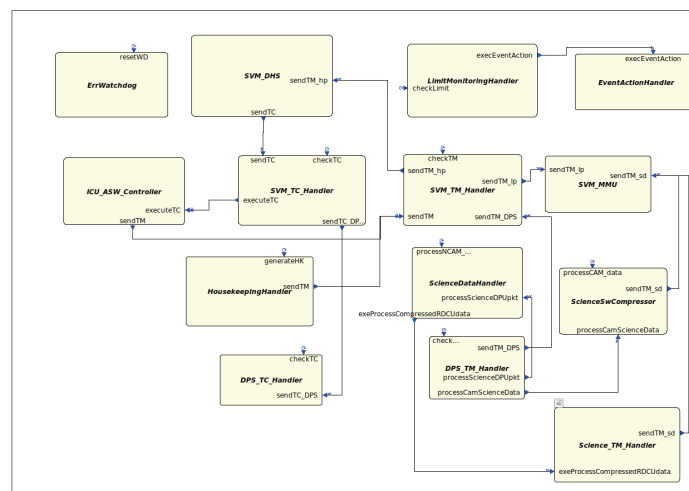 resetWD
ErrWatchdog
SVM_DHS
sendTM_hp
sendTC
execEventAction
LimitMonitoringHandler
checkLimit
execEventAction
EventActionHandler
ICU_ASW_Controller
executeTC
sendTM
sendTC
checkTC
SVM_TC_Handler
executeTC
sendTC_DP...
checkTM
sendTM_hp
sendTM_lp
SVM_TM_Handler
sendTM
sendTM_DPS
sendTM_lp
sendTM_sd
SVM_MMU
generateHK
sendTM
HousekeepingHandler
processNCAM_...
ScienceDataHandler
processScienceDPUpkt
exeProcessCompressedRDCUdata
processCAM_data
sendTM_sd
ScienceSwCompressor
processCamScienceData
checkTC
DPS_TC_Handler
sendTC_DPS
check...
sendTM_DPS
DPS_TM_Handler
processScienceDPUpkt
processCamScienceData
sendTM_sd
Science_TM_Handler
exeProcessCompressedRDCUdata